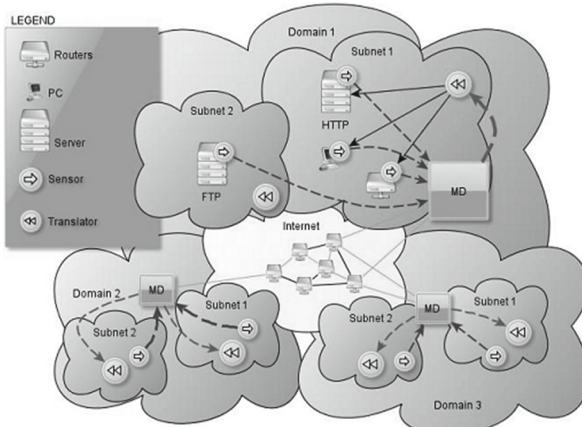 LEGEND
Routers
PC
Server
Sensor
Translator
Domain 1
Subnet 1
HTTP
MD
Subnet 2
FTP
Internet
Domain 2
MD
Subnet 1
Subnet 2
MD
Subnet 2
Subnet 1
Domain 3